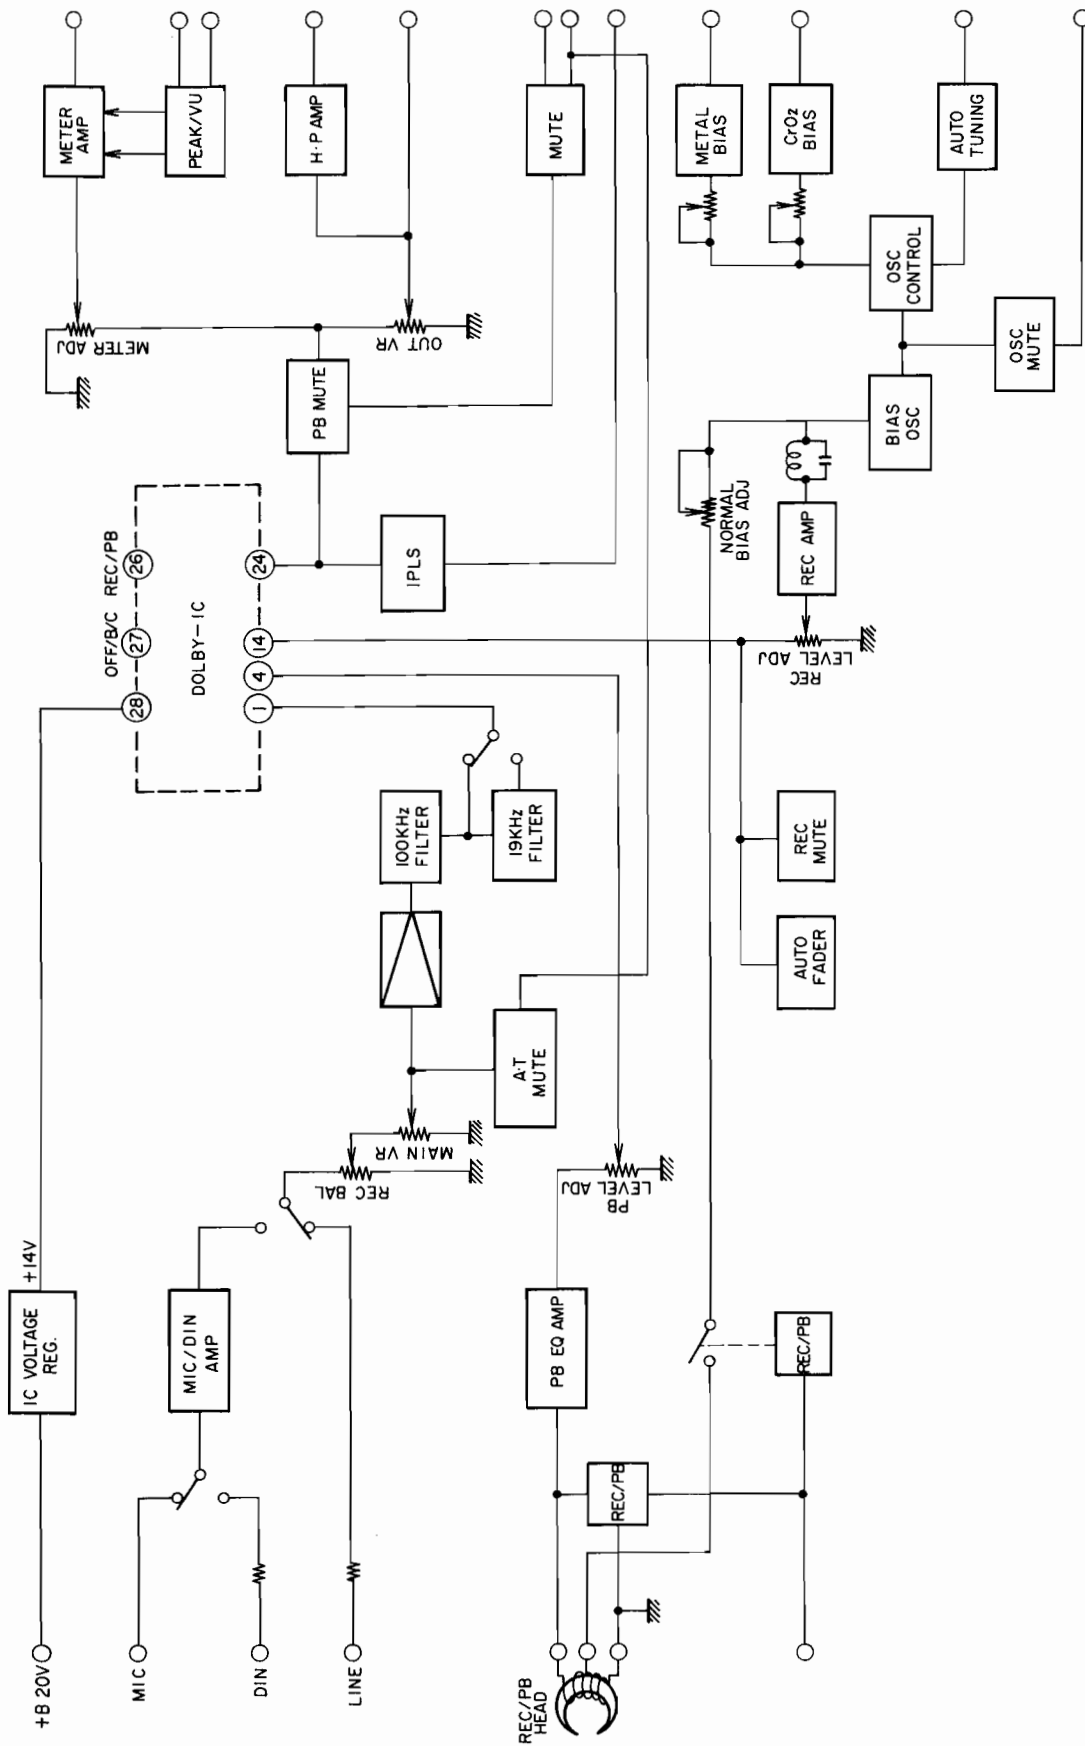 +B 20V
IC VOLTAGE
REG.
+14V
MIC
DIN
LINE
MIC/DIN
AMP
REC BAL
MAIN VR
A·T
MUTE
100KHz
FILTER
19KHz
FILTER
OFF/B/C
REC/PB
28
27
26
DOLBY-IC
1
4
14
24
IPLS
PB MUTE
METER ADJ
OUT VR
METER
AMP
PEAK/VU
H·P AMP
MUTE
REC/PB
HEAD
REC/PB
PB EQ AMP
PB
LEVEL ADJ
REC/PB
AUTO
FADER
REC
MUTE
REC
LEVEL ADJ
REC AMP
NORMAL
BIAS ADJ
BIAS
OSC
OSC
CONTROL
OSC
MUTE
METAL
BIAS
CrO2
BIAS
AUTO
TUNING